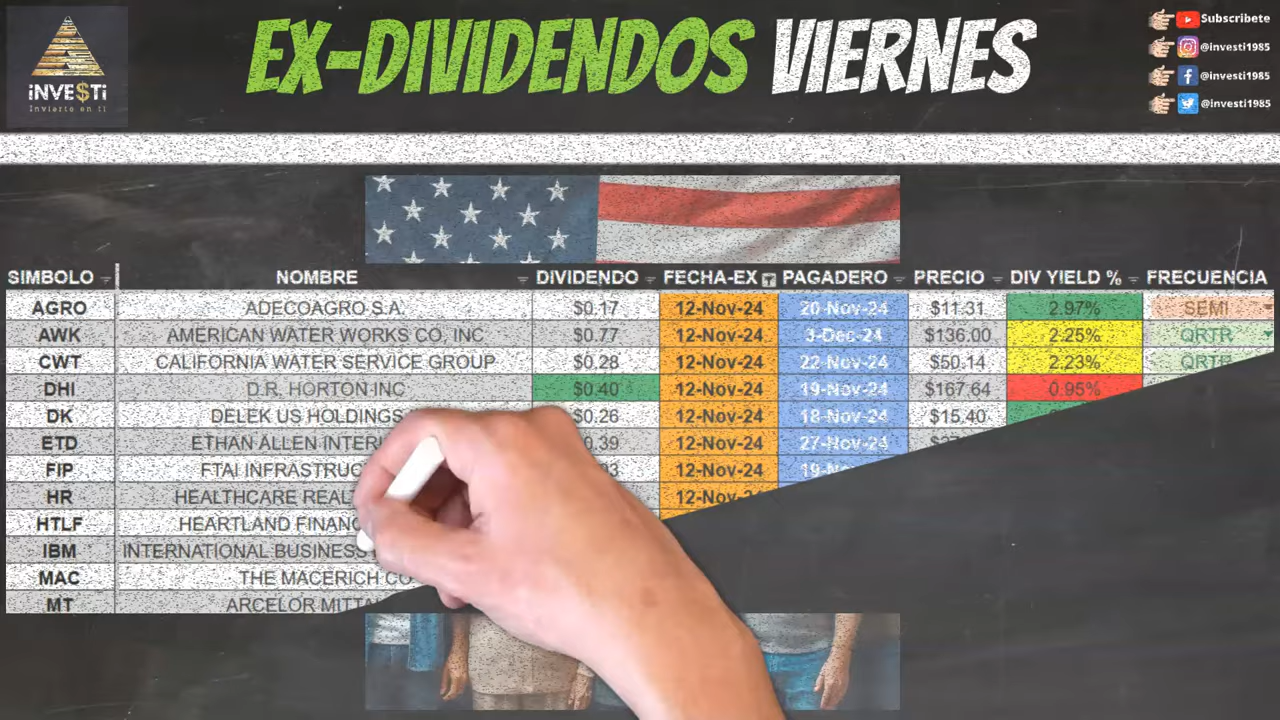 EX-DIVIDENDOS VIERNES
INVE$Ti
Invierte en ti
Subscribete
@investi1985
@investi1985
@investi1985
SIMBOLO NOMBRE DIVIDENDO FECHA-EX PAGADERO PRECIO DIV YIELD % FRECUENCIA
AGRO ADECOAGRO S.A. $0.17 12-Nov-24 20-Nov-24 $11.31 2.97% SEMI
AWK AMERICAN WATER WORKS CO, INC $0.77 12-Nov-24 3-Dec-24 $136.00 2.25% QRTR
CWT CALIFORNIA WATER SERVICE GROUP $0.28 12-Nov-24 22-Nov-24 $50.14 2.23% QRTR
DHI D.R. HORTON INC $0.40 12-Nov-24 19-Nov-24 $167.64 0.95%
DK DELEK US HOLDINGS $0.26 12-Nov-24 18-Nov-24 $15.40
ETD ETHAN ALLEN 12-Nov-24 27-Nov-24
FIP FTAI 12-Nov-24
HR HEALTHCARE 12-Nov-24
HTLF HEARTLAND
IBM INTERNATIONAL BUSINESS
MAC THE MACERICH CO
MT ARCELOR